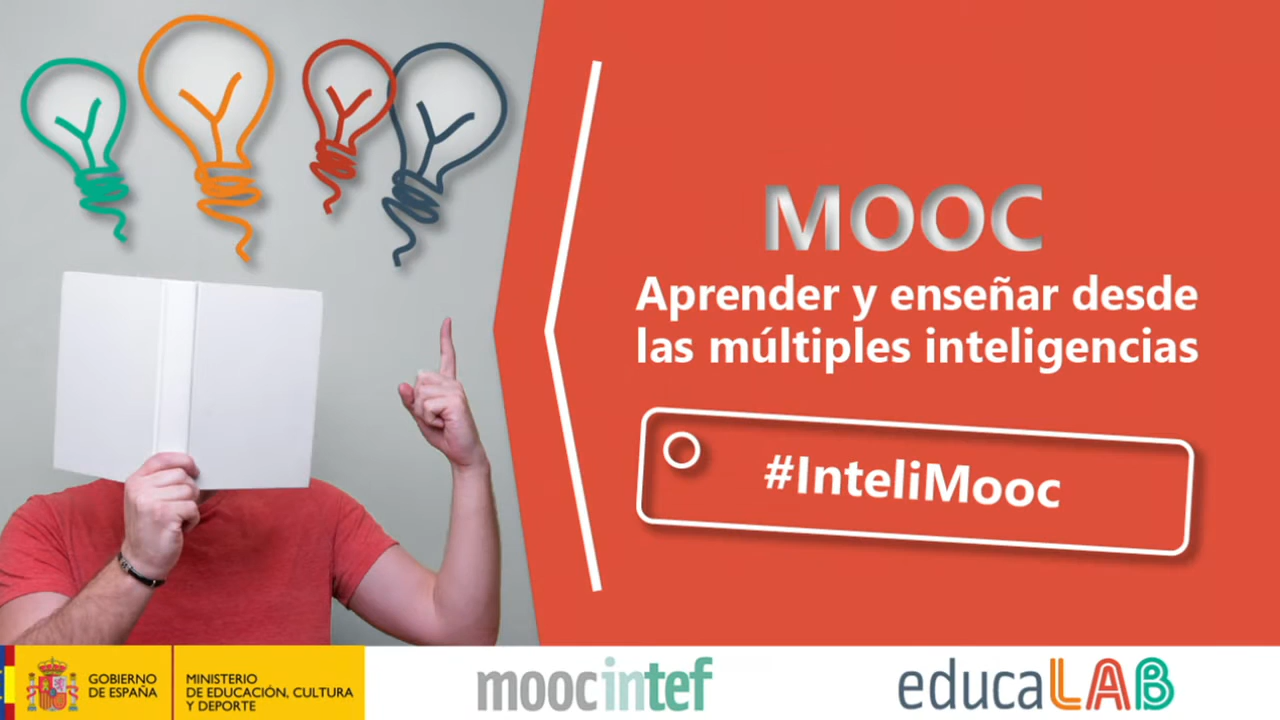 MOOC
Aprender y enseñar desde
las múltiples inteligencias
#InteliMooc
GOBIERNO
DE ESPAÑA
MINISTERIO
DE EDUCACIÓN, CULTURA
Y DEPORTE
moocintef
educaLAB